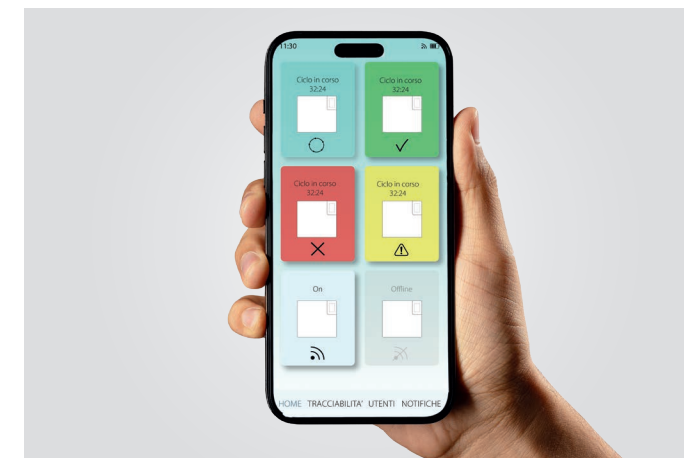 11:30
Ciclo in corso
32:24
Ciclo in corso
32:24
Ciclo in corso
32:24
Ciclo in corso
32:24
On
Offline
HOME TRACCIABILITA' UTENTI NOTIFICHE